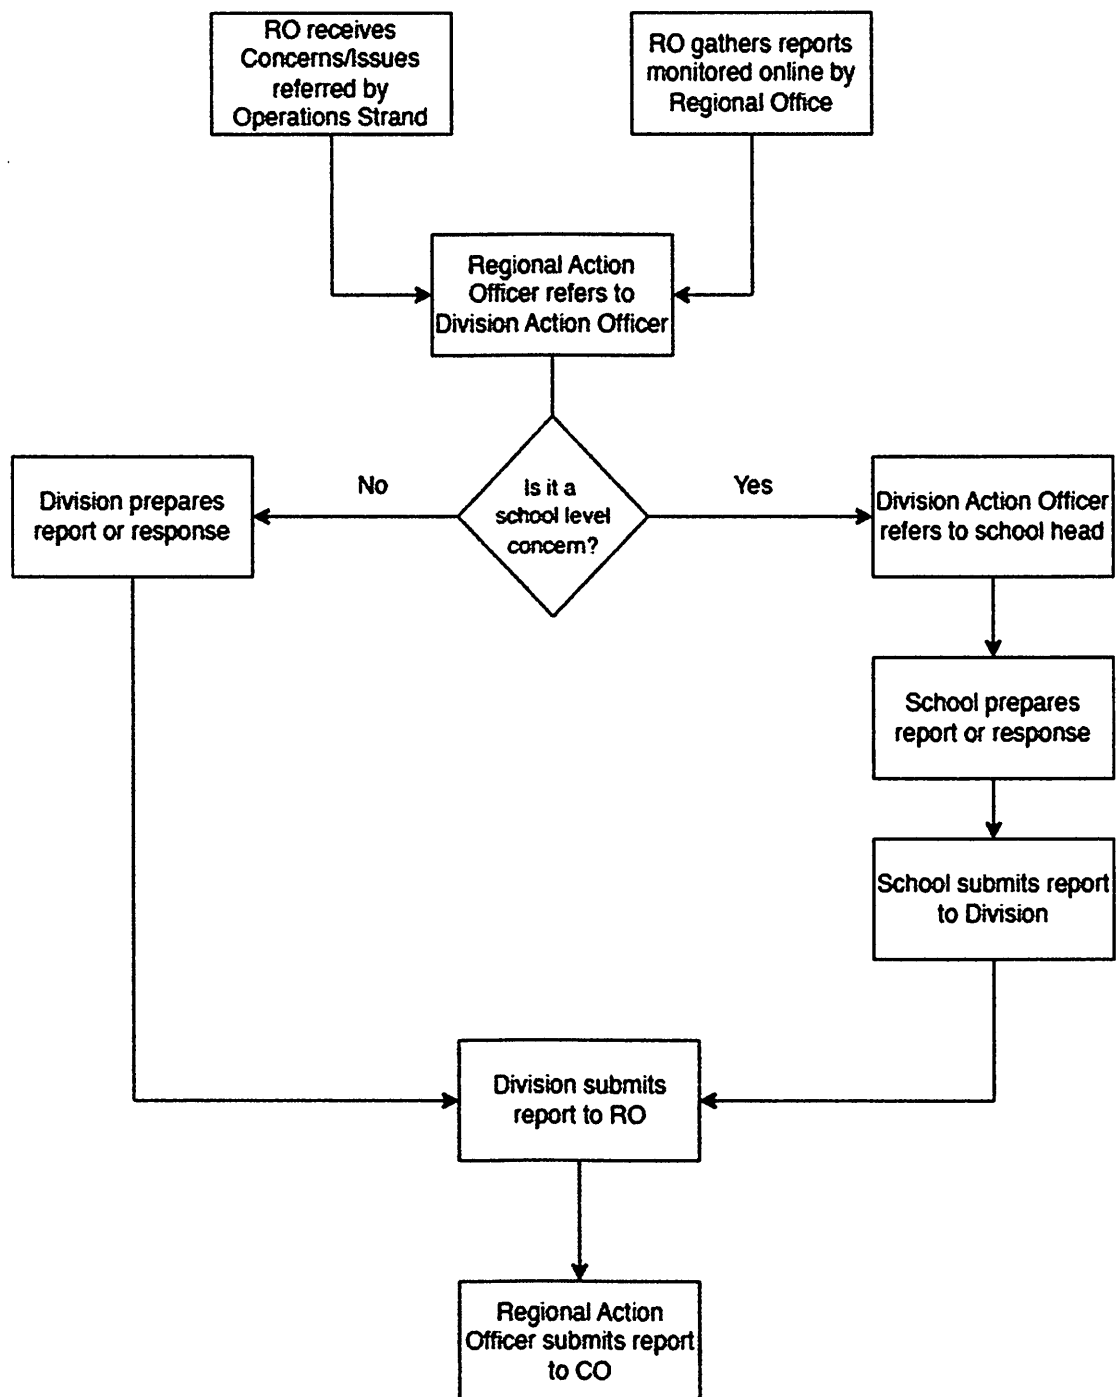 RO receives
Concerns/Issues
referred by
Operations Strand
RO gathers reports
monitored online by
Regional Office
Regional Action
Officer refers to
Division Action Officer
No
Is it a
school level
concern?
Yes
Division prepares
report or response
Division Action Officer
refers to school head
School prepares
report or response
School submits report
to Division
Division submits
report to RO
Regional Action
Officer submits report
to CO